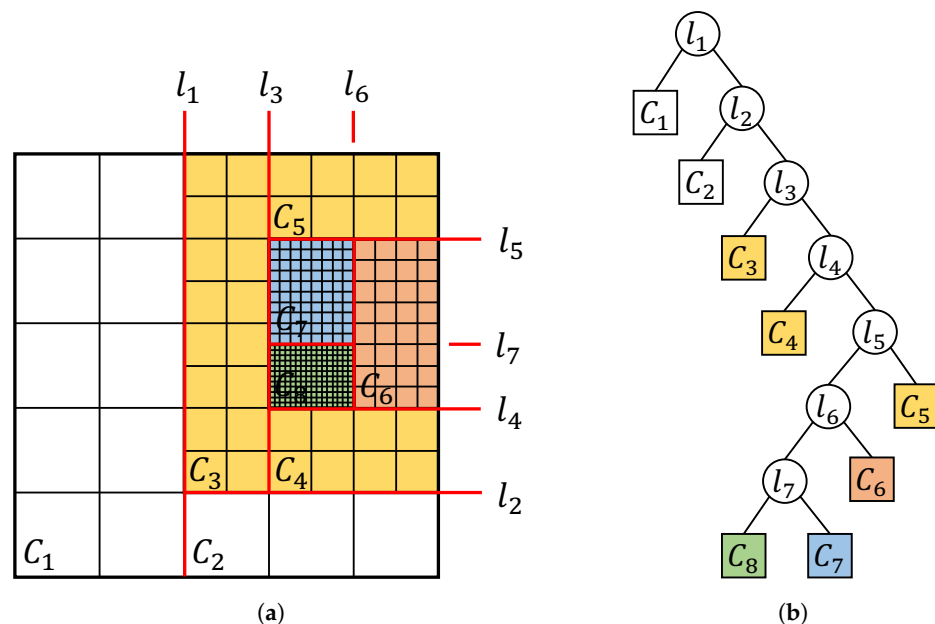 l₁ l₃ l₆
l₅
l₇
l₄
l₂
C₅
C₇
C₈ C₆
C₃ C₄
C₁ C₂
(a)
l₁
C₁ l₂
C₂ l₃
C₃ l₄
C₄ l₅
l₆ C₅
l₇ C₆
C₈ C₇
(b)